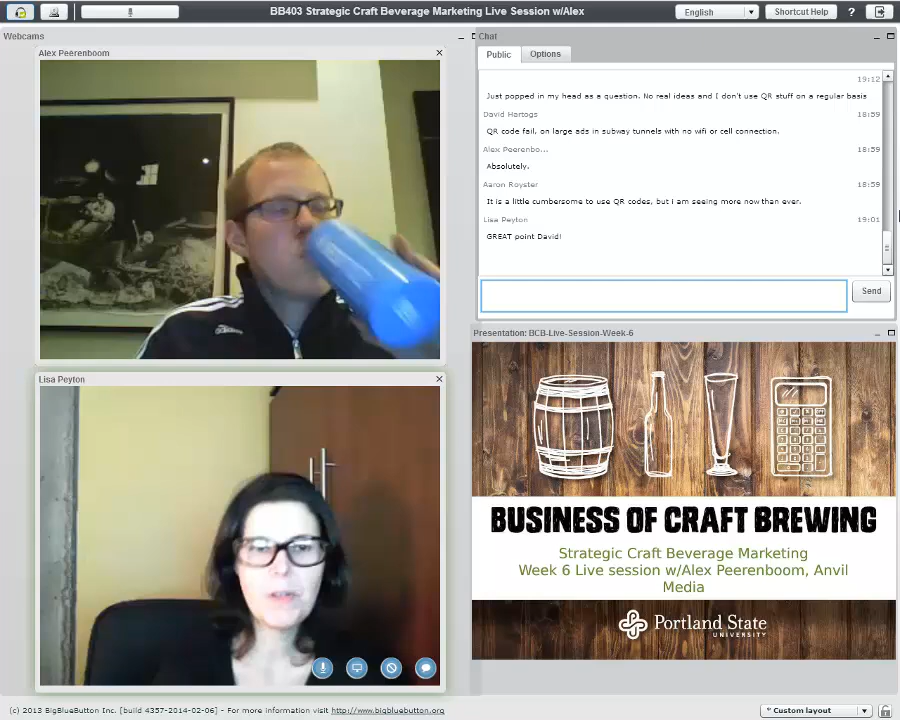 BB403 Strategic Craft Beverage Marketing Live Session w/Alex
English
Shortcut Help
?
Webcams
Alex Peerenboom
Lisa Peyton
Chat
Public
Options
19:12
Just popped in my head as a question. No real ideas and I don't use QR stuff on a regular basis
David Hartogs 18:59
QR code fail, on large ads in subway tunnels with no wifi or cell connection.
Alex Peerenbo... 18:59
Absolutely.
Aaron Royster 18:59
It is a little cumbersome to use QR codes, but i am seeing more now than ever.
Lisa Peyton 19:01
GREAT point David!
Send
Presentation: BCB-Live-Session-Week-6
BUSINESS OF CRAFT BREWING
Strategic Craft Beverage Marketing
Week 6 Live session w/Alex Peerenboom, Anvil
Media
Portland State
UNIVERSITY
(c) 2013 BigBlueButton Inc. [build 4357-2014-02-06] - For more information visit http://www.bigbluebutton.org
* Custom layout